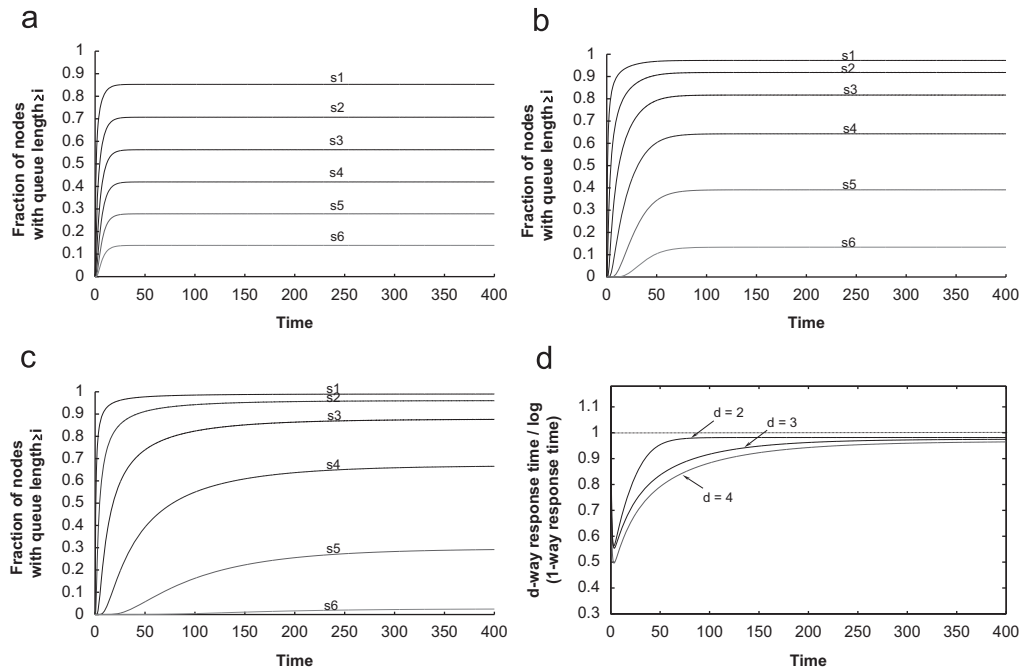 a
Fraction of nodes
with queue length≥i
1
0.9
0.8
0.7
0.6
0.5
0.4
0.3
0.2
0.1
0
s1
s2
s3
s4
s5
s6
0 50 100 150 200 250 300 350 400
Time
b
Fraction of nodes
with queue length≥i
1
0.9
0.8
0.7
0.6
0.5
0.4
0.3
0.2
0.1
0
s1
s2
s3
s4
s5
s6
0 50 100 150 200 250 300 350 400
Time
c
Fraction of nodes
with queue length≥i
1
0.9
0.8
0.7
0.6
0.5
0.4
0.3
0.2
0.1
0
s1
s2
s3
s4
s5
s6
0 50 100 150 200 250 300 350 400
Time
d
d-way response time / log
(1-way response time)
1.1
1
0.9
0.8
0.7
0.6
0.5
0.4
0.3
d = 2
d = 3
d = 4
0 50 100 150 200 250 300 350 400
Time